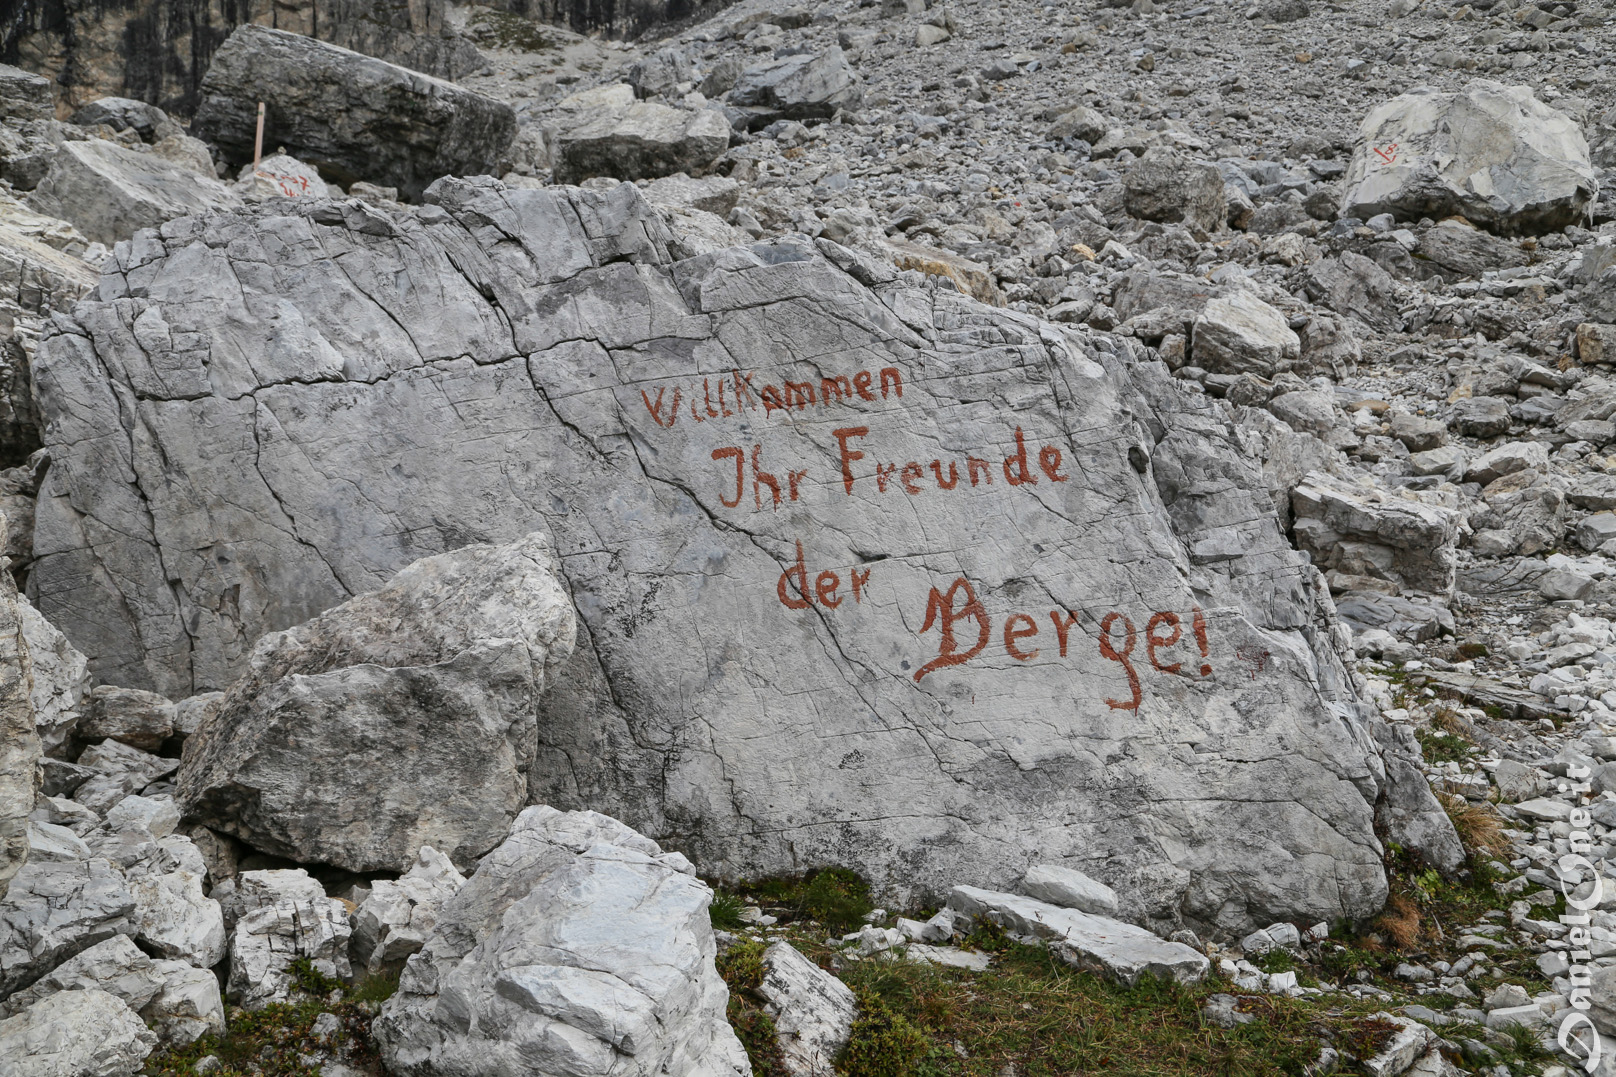 Willkommen
Ihr Freunde
der Berge!
DanielOne.it